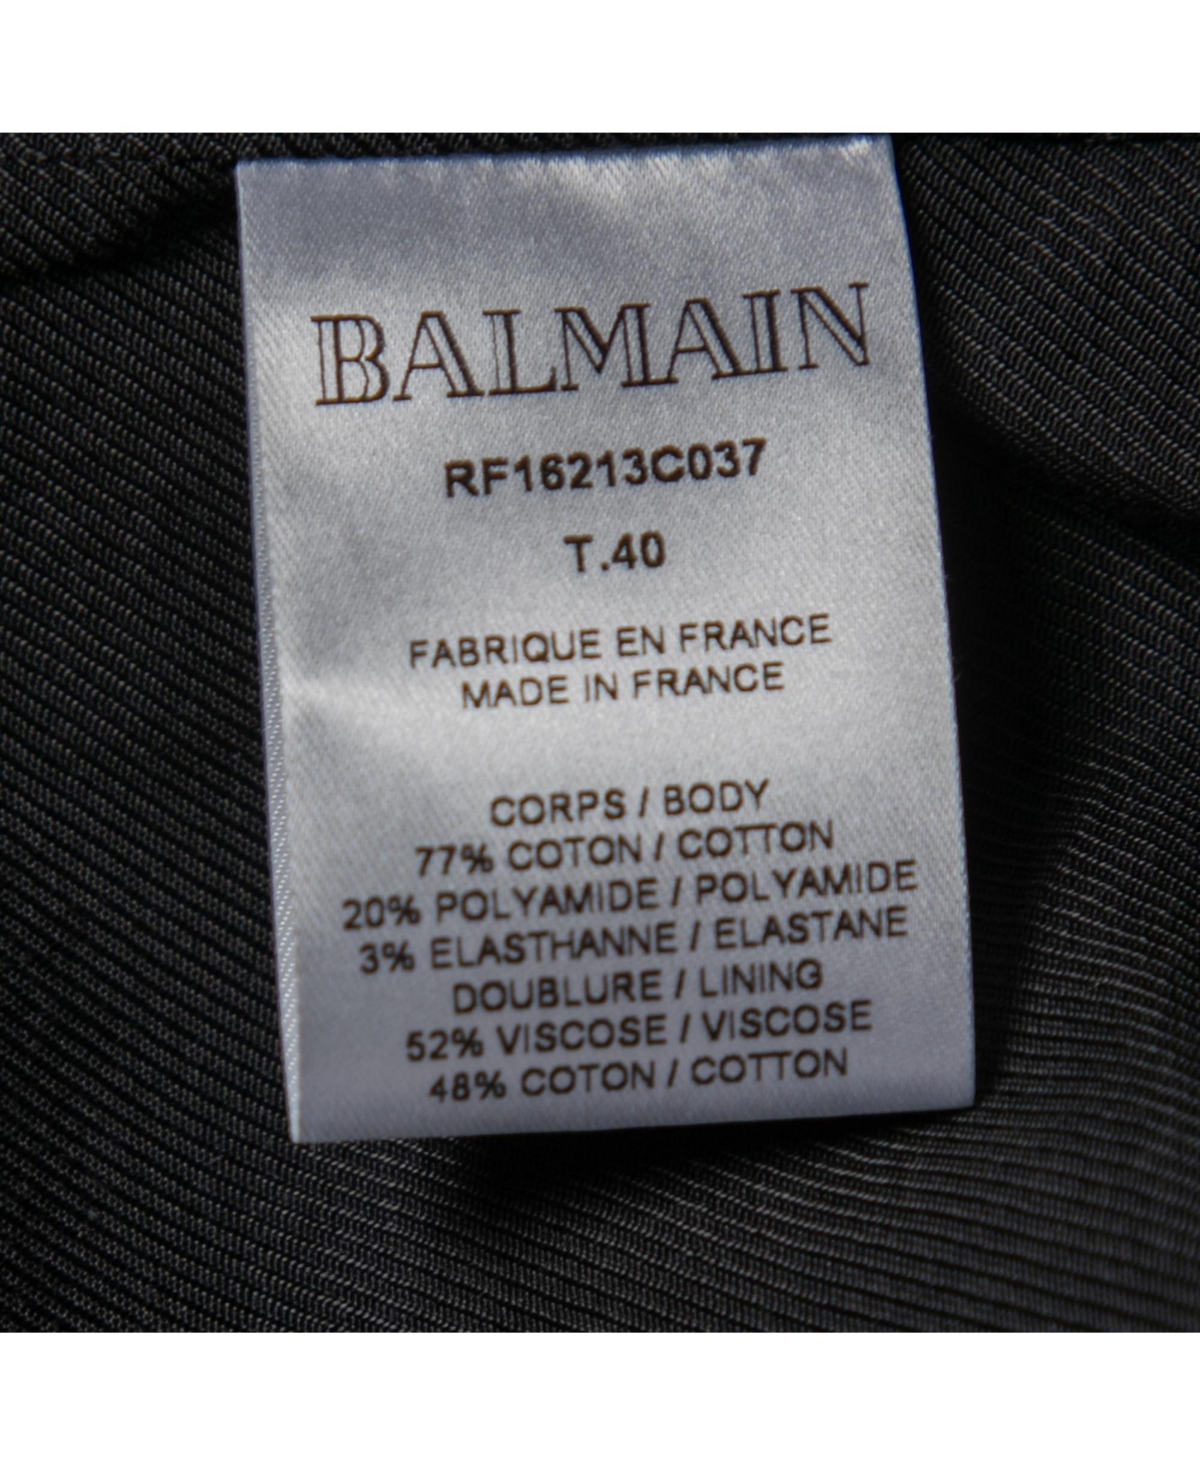 BALMAIN
RF16213C037
T.40
FABRIQUE EN FRANCE
MADE IN FRANCE
CORPS / BODY
77% COTON / COTTON
20% POLYAMIDE / POLYAMIDE
3% ELASTHANNE / ELASTANE
DOUBLURE / LINING
52% VISCOSE / VISCOSE
48% COTON / COTTON